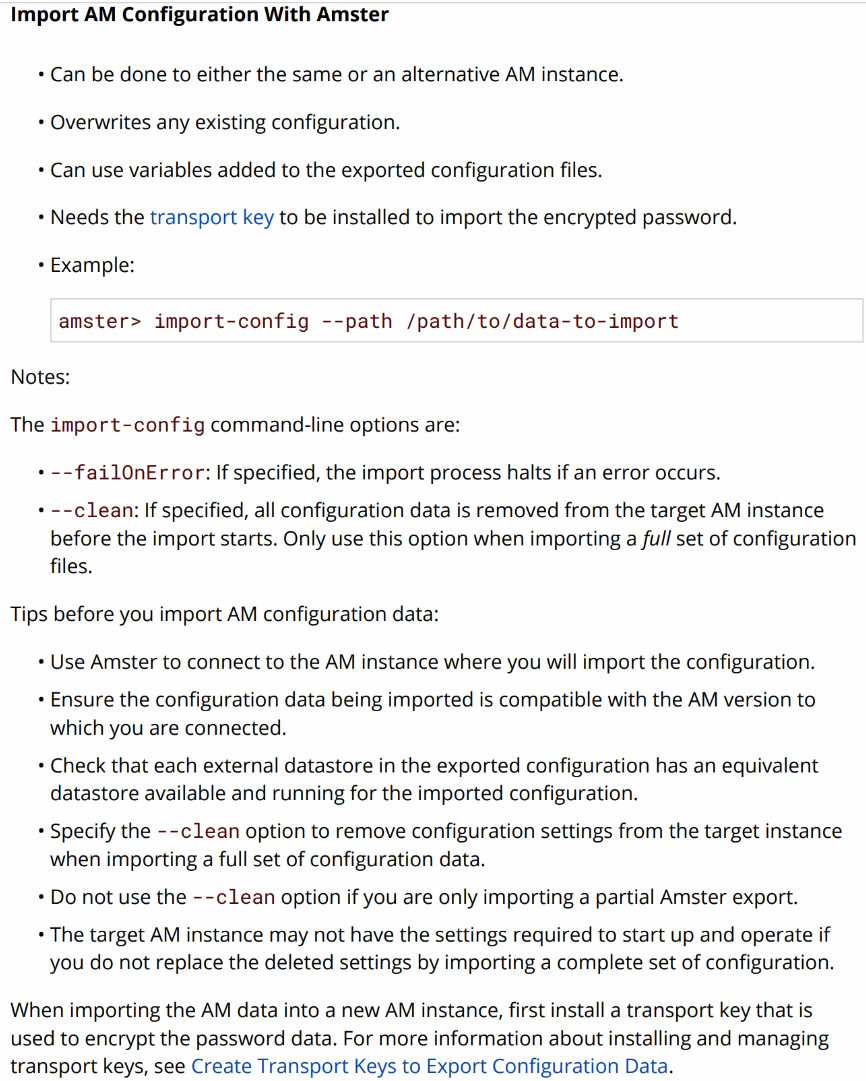 Import AM Configuration With Amster
• Can be done to either the same or an alternative AM instance.
• Overwrites any existing configuration.
• Can use variables added to the exported configuration files.
• Needs the transport key to be installed to import the encrypted password.
• Example:
amster> import-config --path /path/to/data-to-import
Notes:
The import-config command-line options are:
• --failOnError: If specified, the import process halts if an error occurs.
• --clean: If specified, all configuration data is removed from the target AM instance
before the import starts. Only use this option when importing a full set of configuration
files.
Tips before you import AM configuration data:
• Use Amster to connect to the AM instance where you will import the configuration.
• Ensure the configuration data being imported is compatible with the AM version to
which you are connected.
• Check that each external datastore in the exported configuration has an equivalent
datastore available and running for the imported configuration.
• Specify the --clean option to remove configuration settings from the target instance
when importing a full set of configuration data.
• Do not use the --clean option if you are only importing a partial Amster export.
• The target AM instance may not have the settings required to start up and operate if
you do not replace the deleted settings by importing a complete set of configuration.
When importing the AM data into a new AM instance, first install a transport key that is
used to encrypt the password data. For more information about installing and managing
transport keys, see Create Transport Keys to Export Configuration Data.